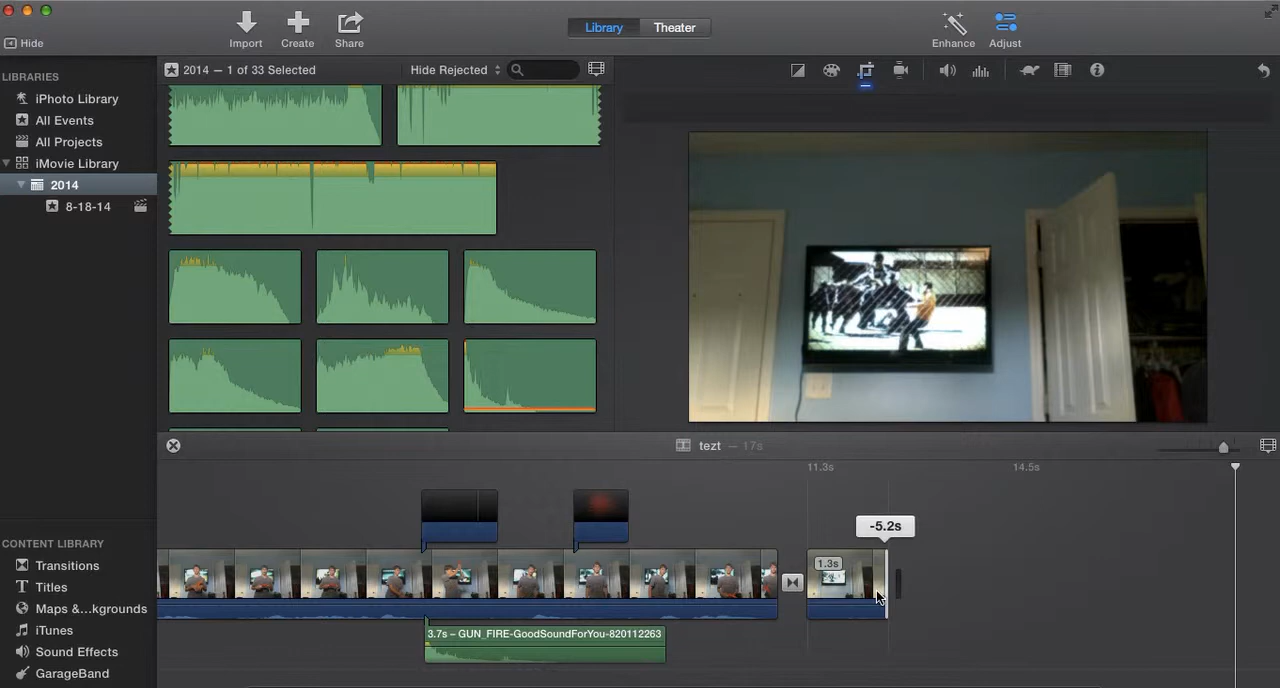 Library
Theater
Hide
Import
Create
Share
Enhance
Adjust
LIBRARIES
iPhoto Library
All Events
All Projects
iMovie Library
2014
8-18-14
2014 — 1 of 33 Selected
Hide Rejected
tezt — 17s
11.3s
14.5s
-5.2s
1.3s
3.7s – GUN_FIRE-GoodSoundForYou-820112263
CONTENT LIBRARY
Transitions
Titles
Maps &...kgrounds
iTunes
Sound Effects
GarageBand